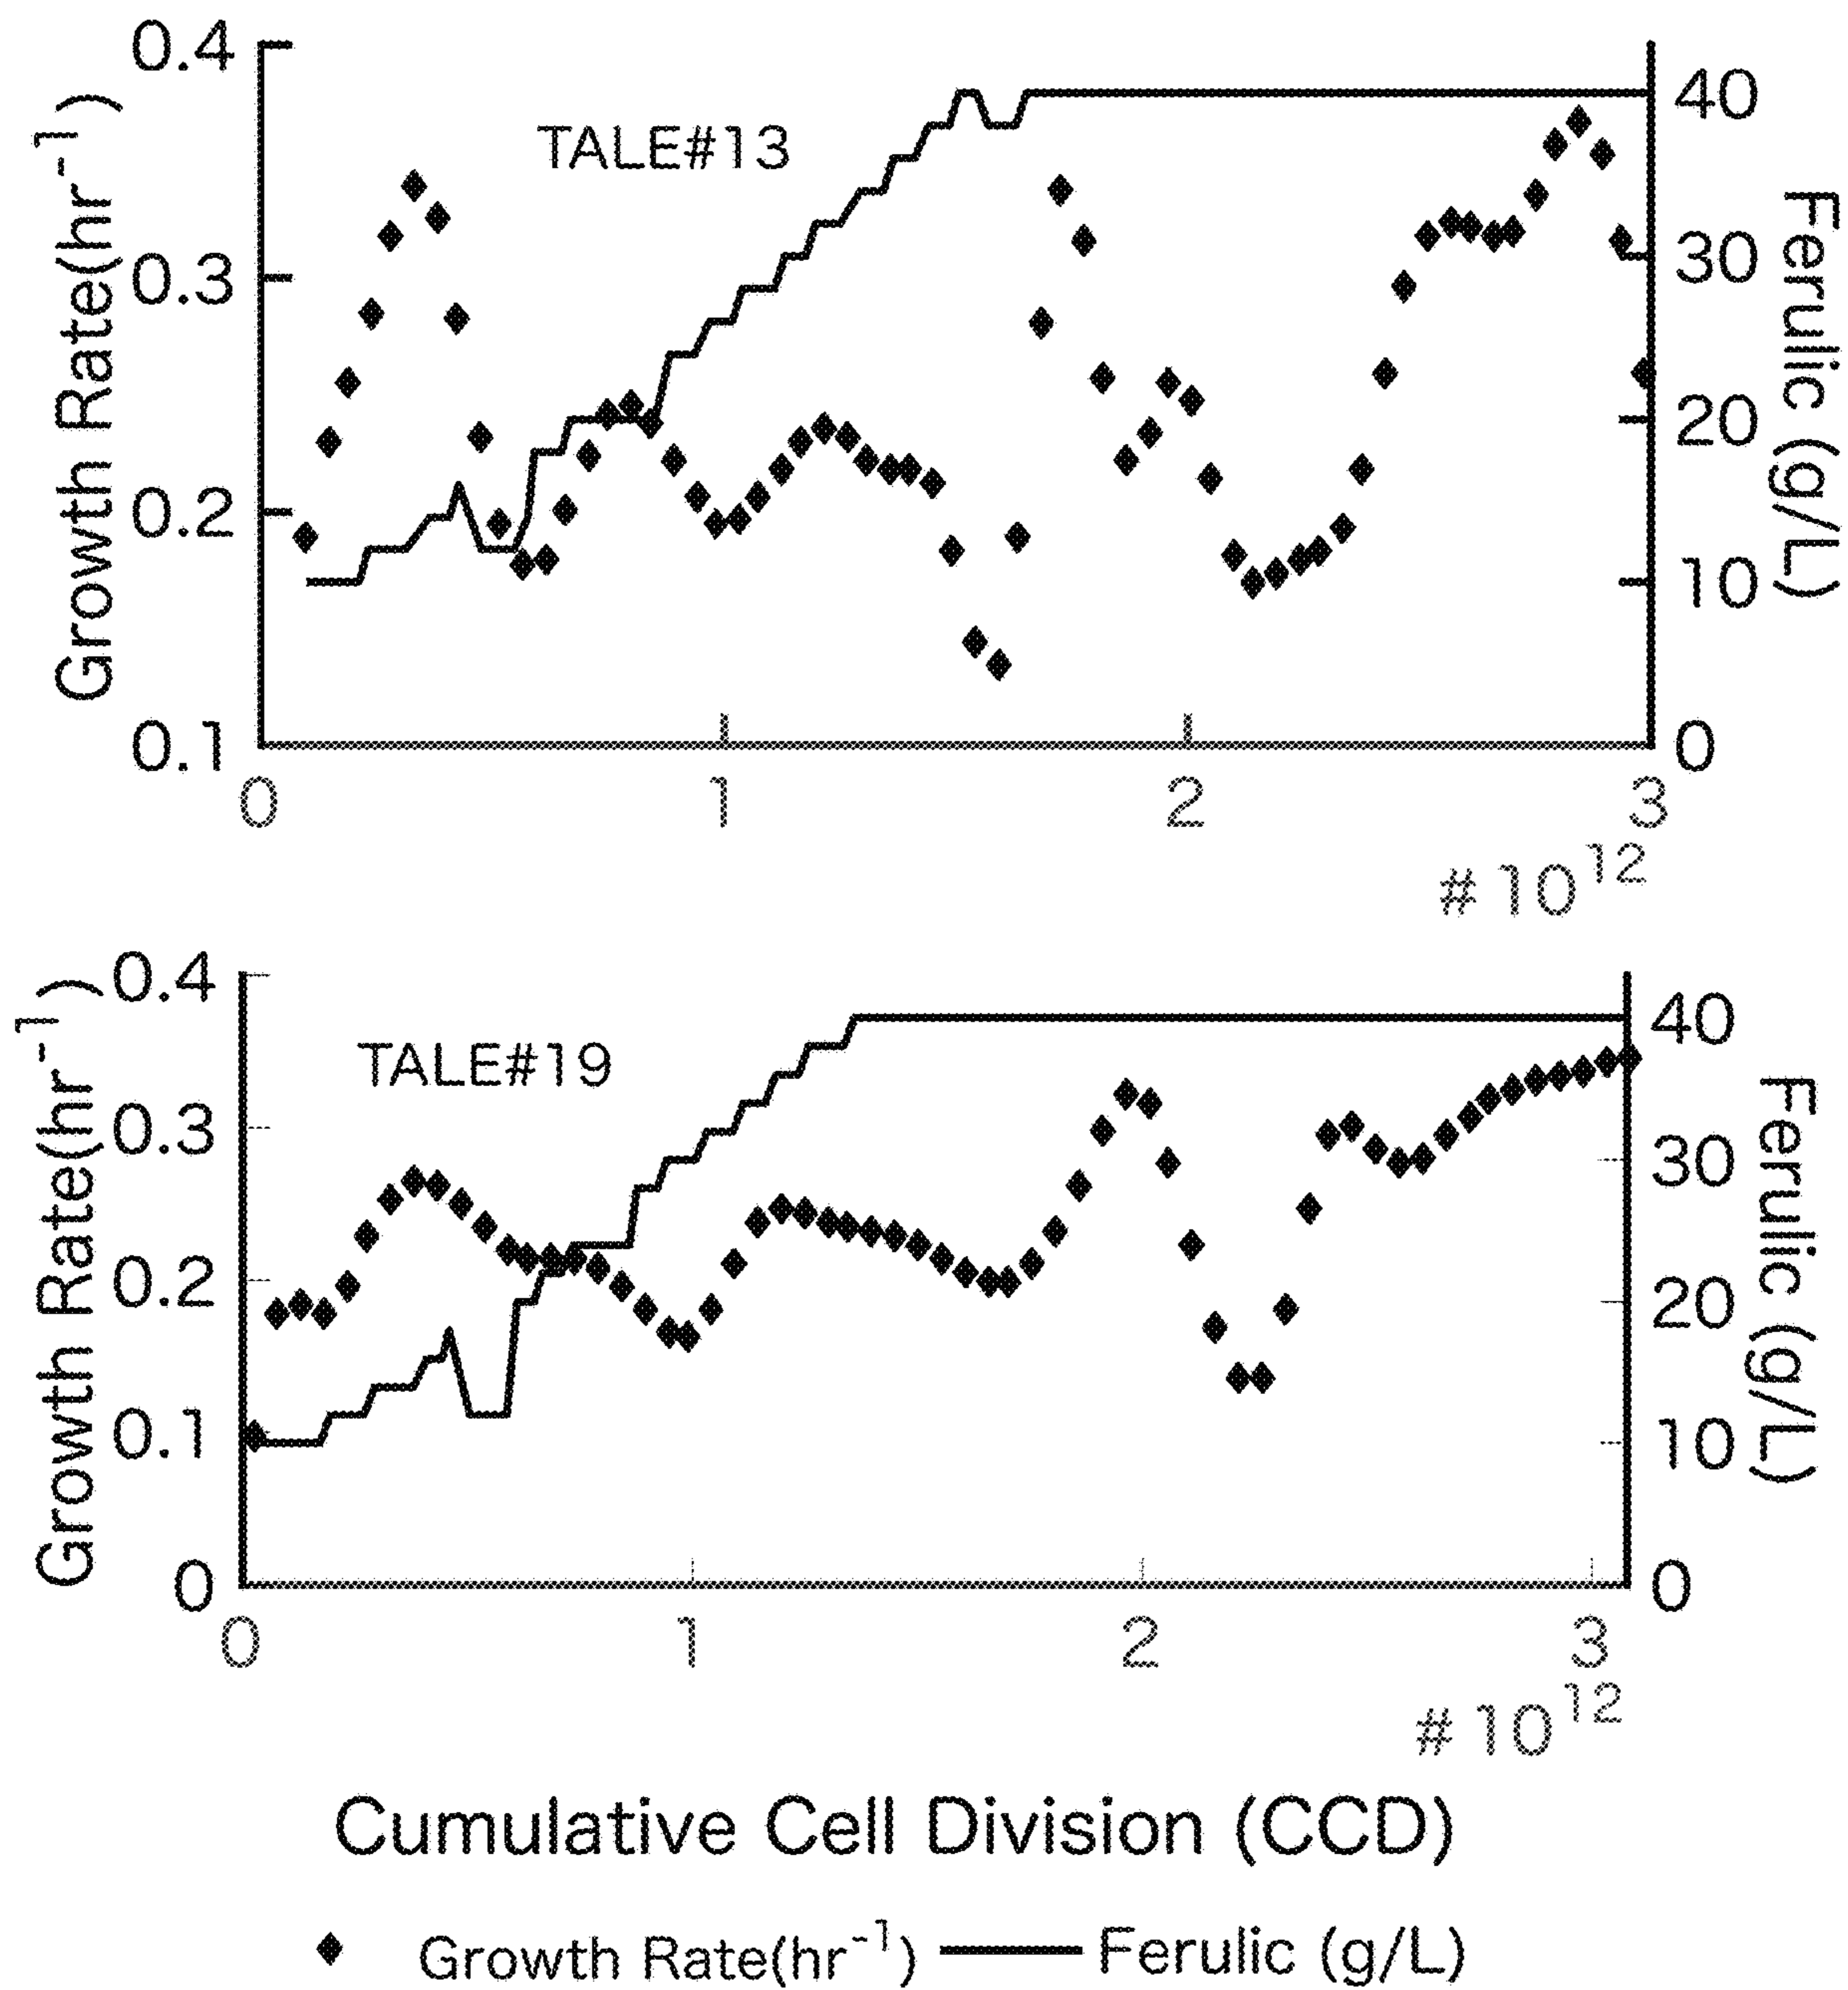 0.4
0.3
0.2
0.1
Growth Rate(hr⁻¹)
TALE#13
40
30
20
10
0
Ferulic (g/L)
0 1 2 3
#10¹²
0.4
0.3
0.2
0.1
0
Growth Rate(hr⁻¹)
TALE#19
40
30
20
10
0
Ferulic (g/L)
0 1 2 3
#10¹²
Cumulative Cell Division (CCD)
Growth Rate(hr⁻¹) Ferulic (g/L)